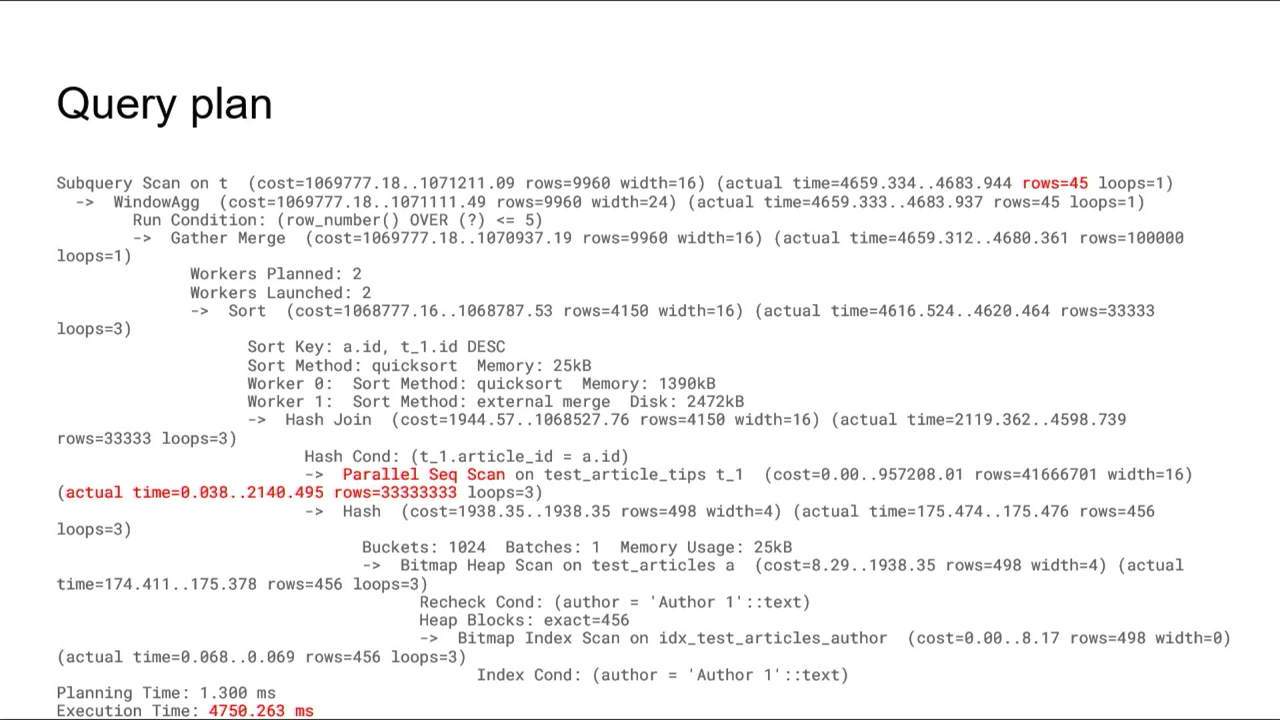 Query plan
Subquery Scan on t  (cost=1069777.18..1071211.09 rows=9960 width=16) (actual time=4659.334..4683.944 rows=45 loops=1)
->  WindowAgg  (cost=1069777.18..1071111.49 rows=9960 width=24) (actual time=4659.333..4683.937 rows=45 loops=1)
Run Condition: (row_number() OVER (?) <= 5)
->  Gather Merge  (cost=1069777.18..1070937.19 rows=9960 width=16) (actual time=4659.312..4680.361 rows=100000
loops=1)
Workers Planned: 2
Workers Launched: 2
->  Sort  (cost=1068777.16..1068787.53 rows=4150 width=16) (actual time=4616.524..4620.464 rows=33333
loops=3)
Sort Key: a.id, t_1.id DESC
Sort Method: quicksort  Memory: 25kB
Worker 0:  Sort Method: quicksort  Memory: 1390kB
Worker 1:  Sort Method: external merge  Disk: 2472kB
->  Hash Join  (cost=1944.57..1068527.76 rows=4150 width=16) (actual time=2119.362..4598.739
rows=33333 loops=3)
Hash Cond: (t_1.article_id = a.id)
->  Parallel Seq Scan on test_article_tips t_1  (cost=0.00..957208.01 rows=41666701 width=16)
(actual time=0.038..2140.495 rows=33333333 loops=3)
->  Hash  (cost=1938.35..1938.35 rows=498 width=4) (actual time=175.474..175.476 rows=456
loops=3)
Buckets: 1024  Batches: 1  Memory Usage: 25kB
->  Bitmap Heap Scan on test_articles a  (cost=8.29..1938.35 rows=498 width=4) (actual
time=174.411..175.378 rows=456 loops=3)
Recheck Cond: (author = 'Author 1'::text)
Heap Blocks: exact=456
->  Bitmap Index Scan on idx_test_articles_author  (cost=0.00..8.17 rows=498 width=0)
(actual time=0.068..0.069 rows=456 loops=3)
Index Cond: (author = 'Author 1'::text)
Planning Time: 1.300 ms
Execution Time: 4750.263 ms